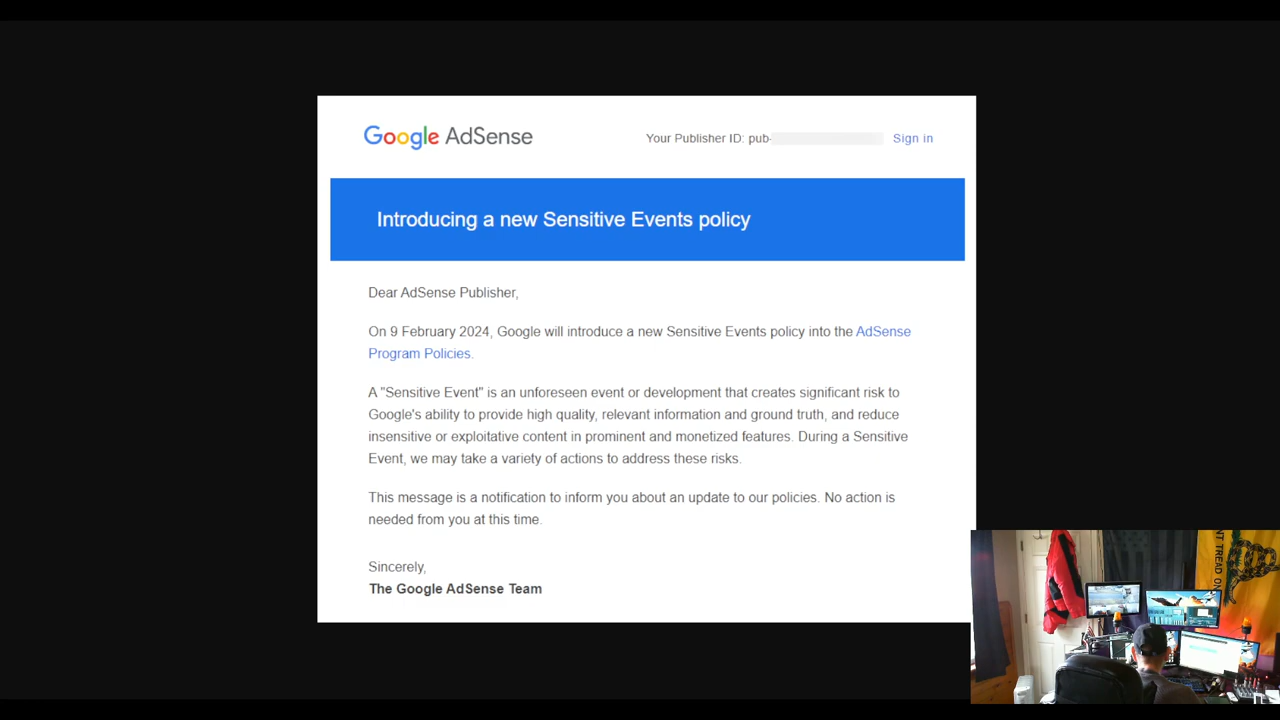 Google AdSense
Your Publisher ID: pub-
Sign in
Introducing a new Sensitive Events policy
Dear AdSense Publisher,
On 9 February 2024, Google will introduce a new Sensitive Events policy into the AdSense
Program Policies.
A "Sensitive Event" is an unforeseen event or development that creates significant risk to
Google's ability to provide high quality, relevant information and ground truth, and reduce
insensitive or exploitative content in prominent and monetized features. During a Sensitive
Event, we may take a variety of actions to address these risks.
This message is a notification to inform you about an update to our policies. No action is
needed from you at this time.
Sincerely,
The Google AdSense Team
NT TREAD ON